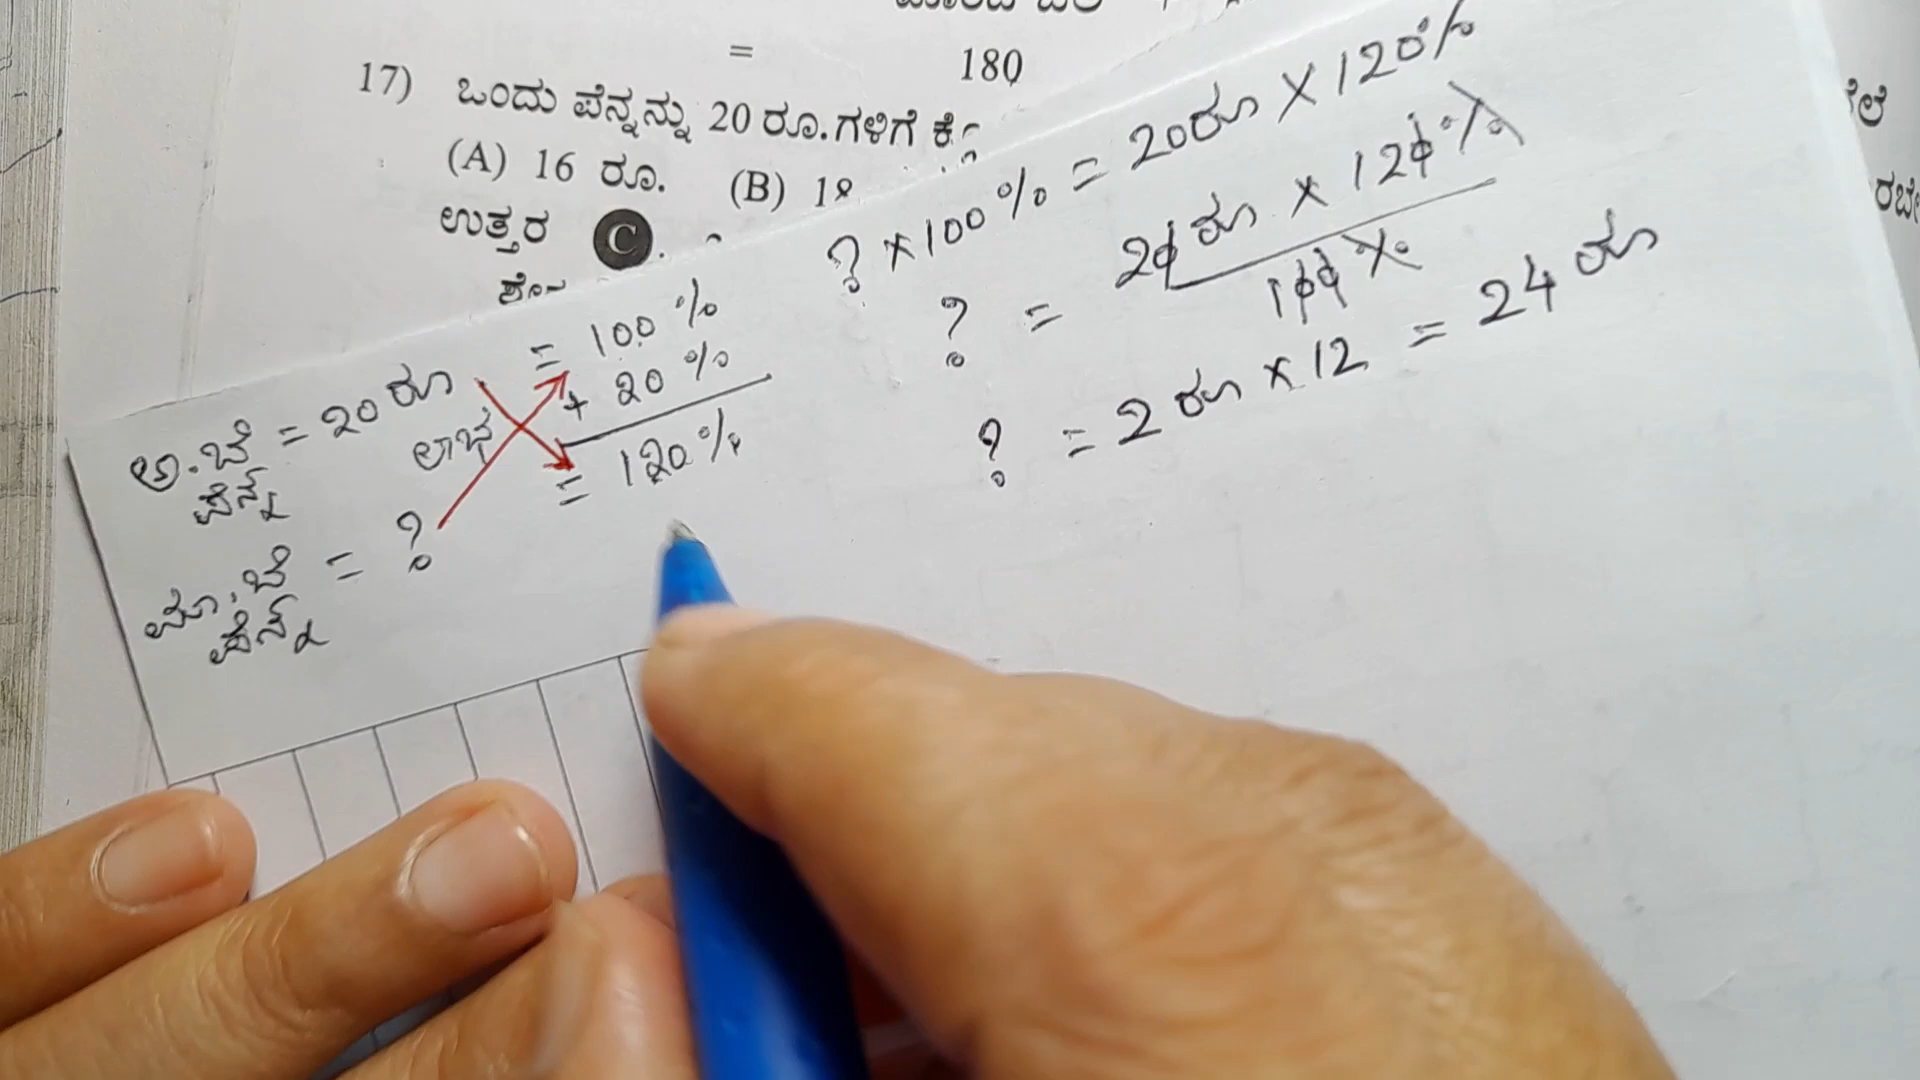 =
180
17) ಒಂದು ಪೆನ್ನನ್ನು 20 ರೂ.ಗಳಿಗೆ
(A) 16 ರೂ. (B) 18
ಉತ್ತರ C.
ಅ.ಬೆ = 20 ರೂ = 100 %
ಪೆನ್ನ್
ಲಾಭ + 20 %
= 120 %
ಮಾ.ಬೆ = ?
ಪೆನ್ನ್
? × 100 % = 20 ರೂ × 120 %
? = 20 ರೂ × 120 %
100 %
? = 2 ರೂ × 12 = 24 ರೂ